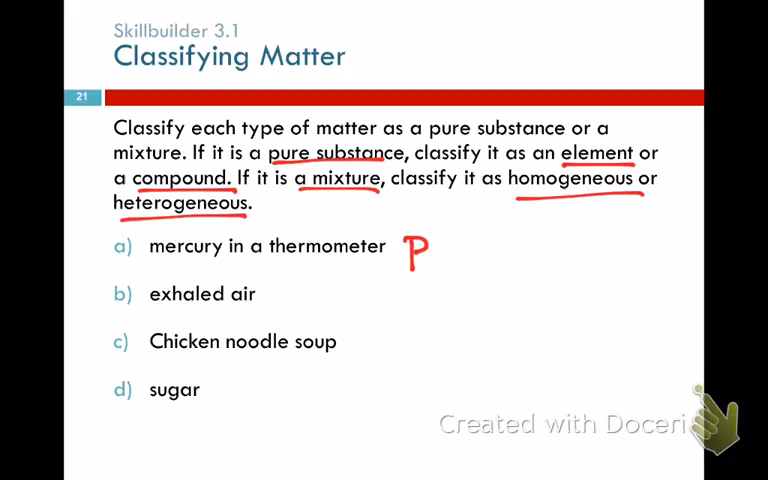 Skillbuilder 3.1
Classifying Matter
21
Classify each type of matter as a pure substance or a
mixture. If it is a pure substance, classify it as an element or
a compound. If it is a mixture, classify it as homogeneous or
heterogeneous.
a) mercury in a thermometer P
b) exhaled air
c) Chicken noodle soup
d) sugar
Created with Doceri